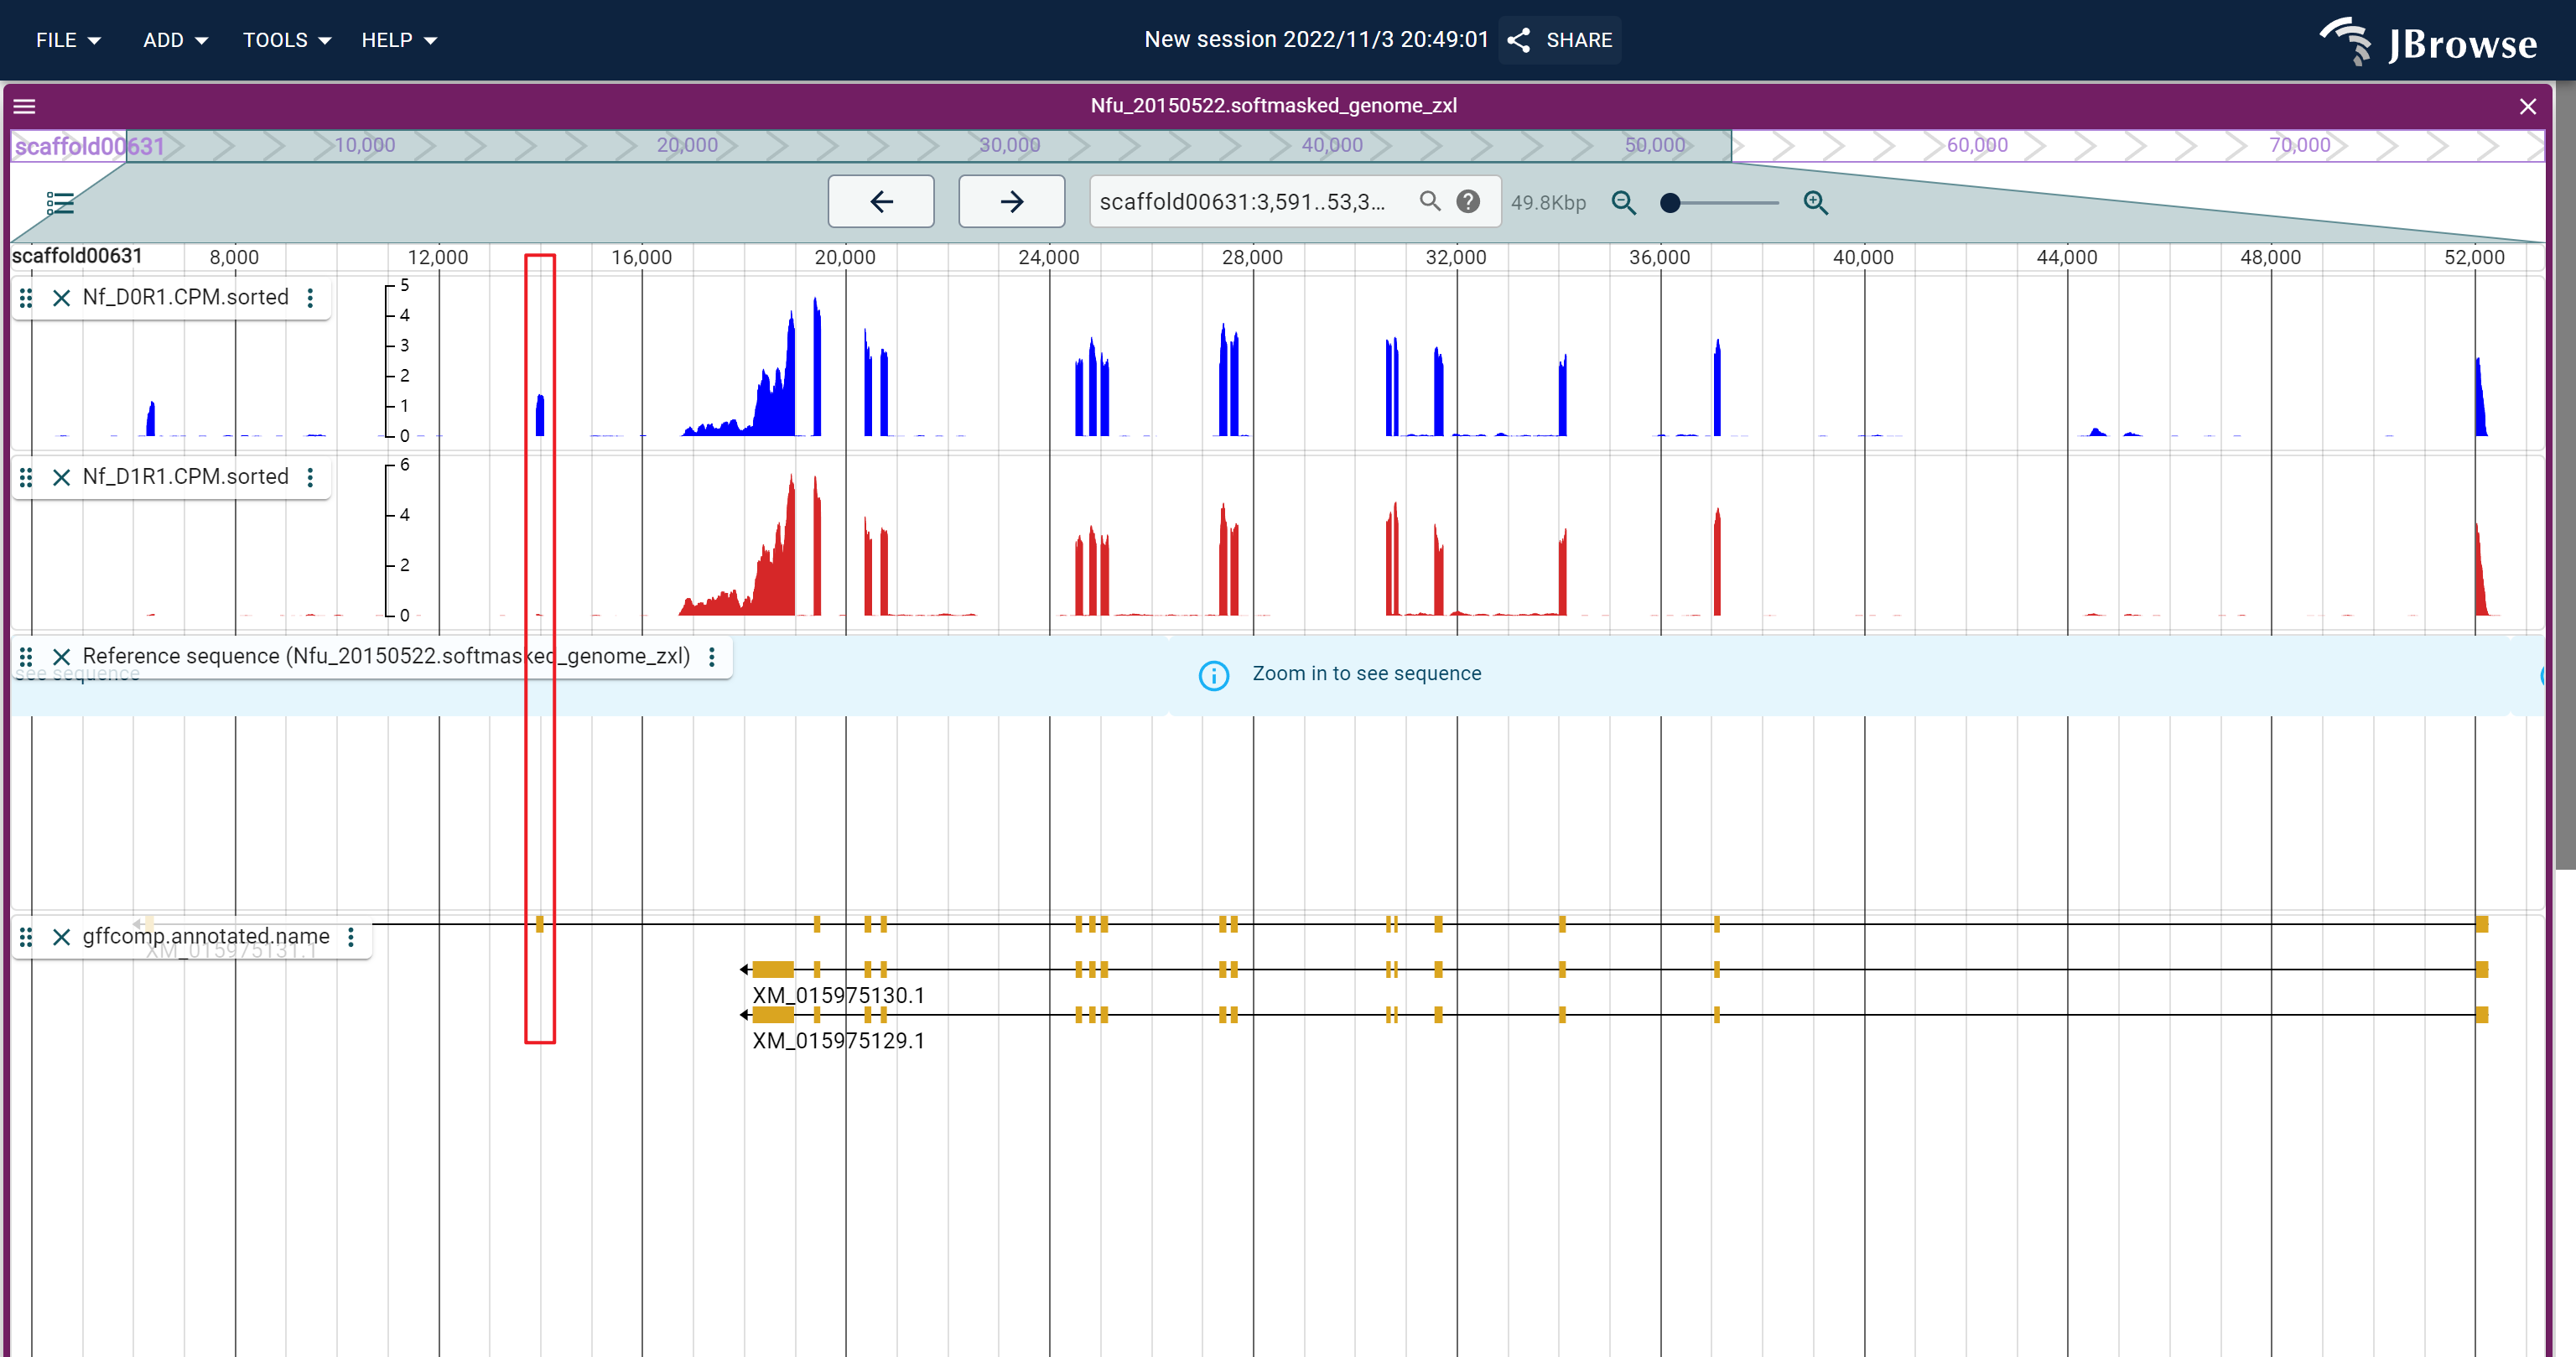 FILE ADD TOOLS HELP New session 2022/11/3 20:49:01 SHARE JBrowse
Nfu_20150522.softmasked_genome_zxl
scaffold00631 10,000 20,000 30,000 40,000 50,000 60,000 70,000
scaffold00631:3,591..53,3... 49.8Kbp
scaffold00631 8,000 12,000 16,000 20,000 24,000 28,000 32,000 36,000 40,000 44,000 48,000 52,000
Nf_D0R1.CPM.sorted
5
4
3
2
1
0
Nf_D1R1.CPM.sorted
6
4
2
0
Reference sequence (Nfu_20150522.softmasked_genome_zxl)
see sequence
Zoom in to see sequence
gffcomp.annotated.name
XM_015975131.1
XM_015975130.1
XM_015975129.1